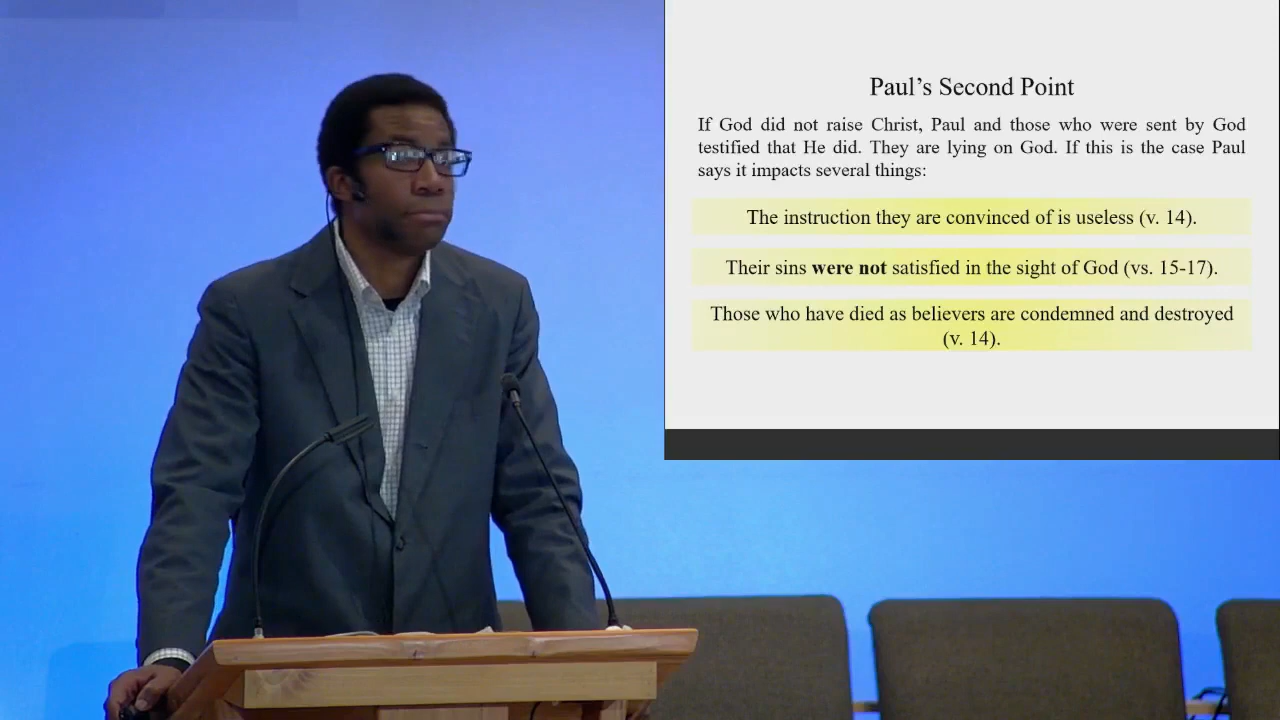 Paul’s Second Point
If God did not raise Christ, Paul and those who were sent by God
testified that He did. They are lying on God. If this is the case Paul
says it impacts several things:
The instruction they are convinced of is useless (v. 14).
Their sins were not satisfied in the sight of God (vs. 15-17).
Those who have died as believers are condemned and destroyed
(v. 14).